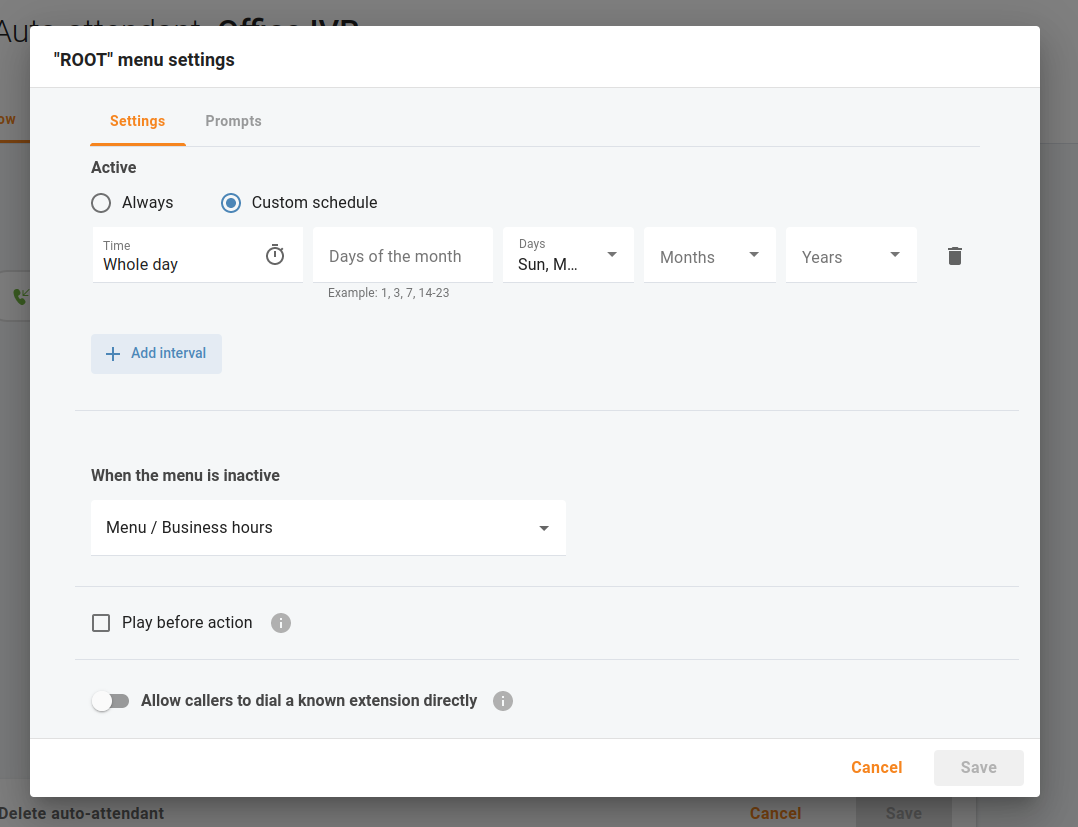 Auto-attendant Office IVR
"ROOT" menu settings
ow
Settings Prompts
Active
Always Custom schedule
Time
Whole day
Days of the month
Days
Sun, M...
Months
Years
Example: 1, 3, 7, 14-23
Add interval
When the menu is inactive
Menu / Business hours
Play before action
Allow callers to dial a known extension directly
Cancel Save
Delete auto-attendant Cancel Save